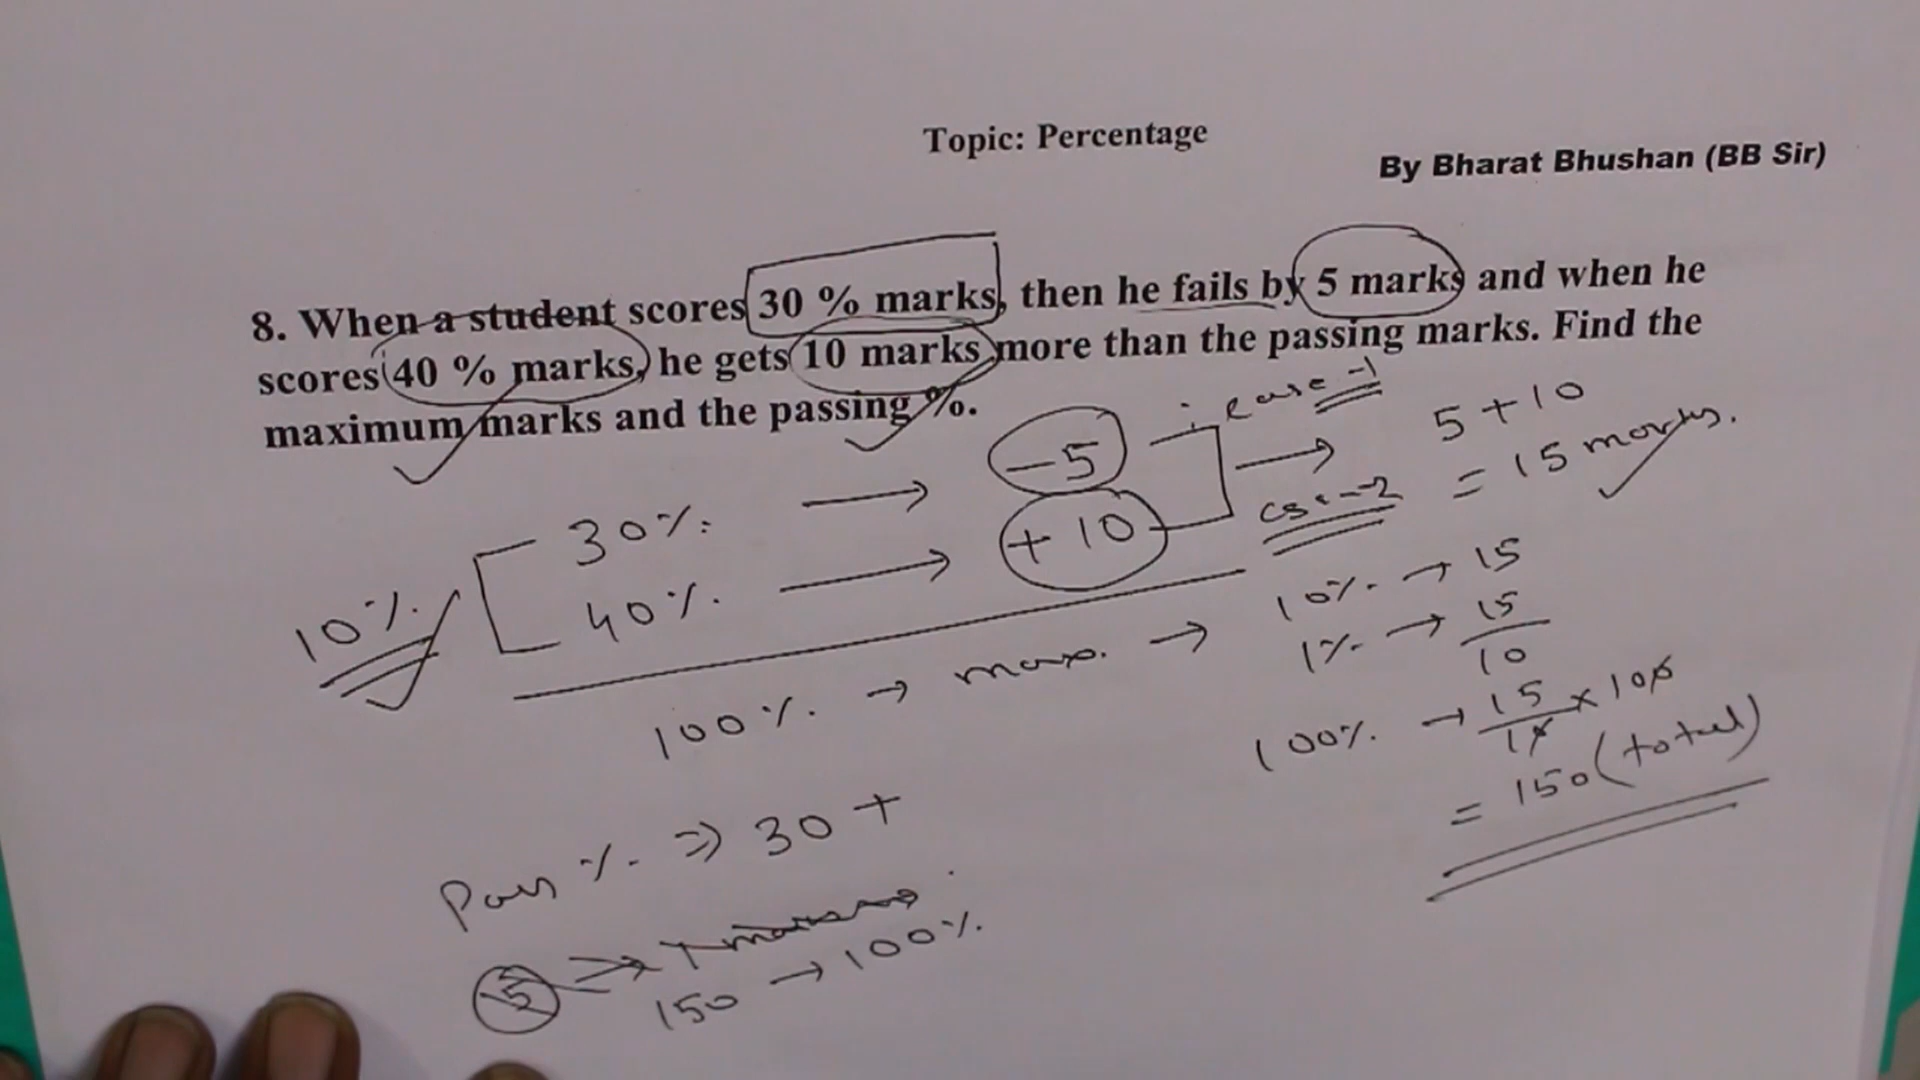 Topic: Percentage
By Bharat Bhushan (BB Sir)
8. When a student scores 30 % marks, then he fails by 5 marks and when he
scores 40 % marks, he gets 10 marks more than the passing marks. Find the
maximum marks and the passing %.
30% → -5
case-1
40% → +10
→ 5+10
= 15 marks.
10%
100% → max. →
10% → 15
1% → 15/10
100% → 15/10 x 100
= 150 (total)
Pass % => 30 +
5 =>
150 → 100%